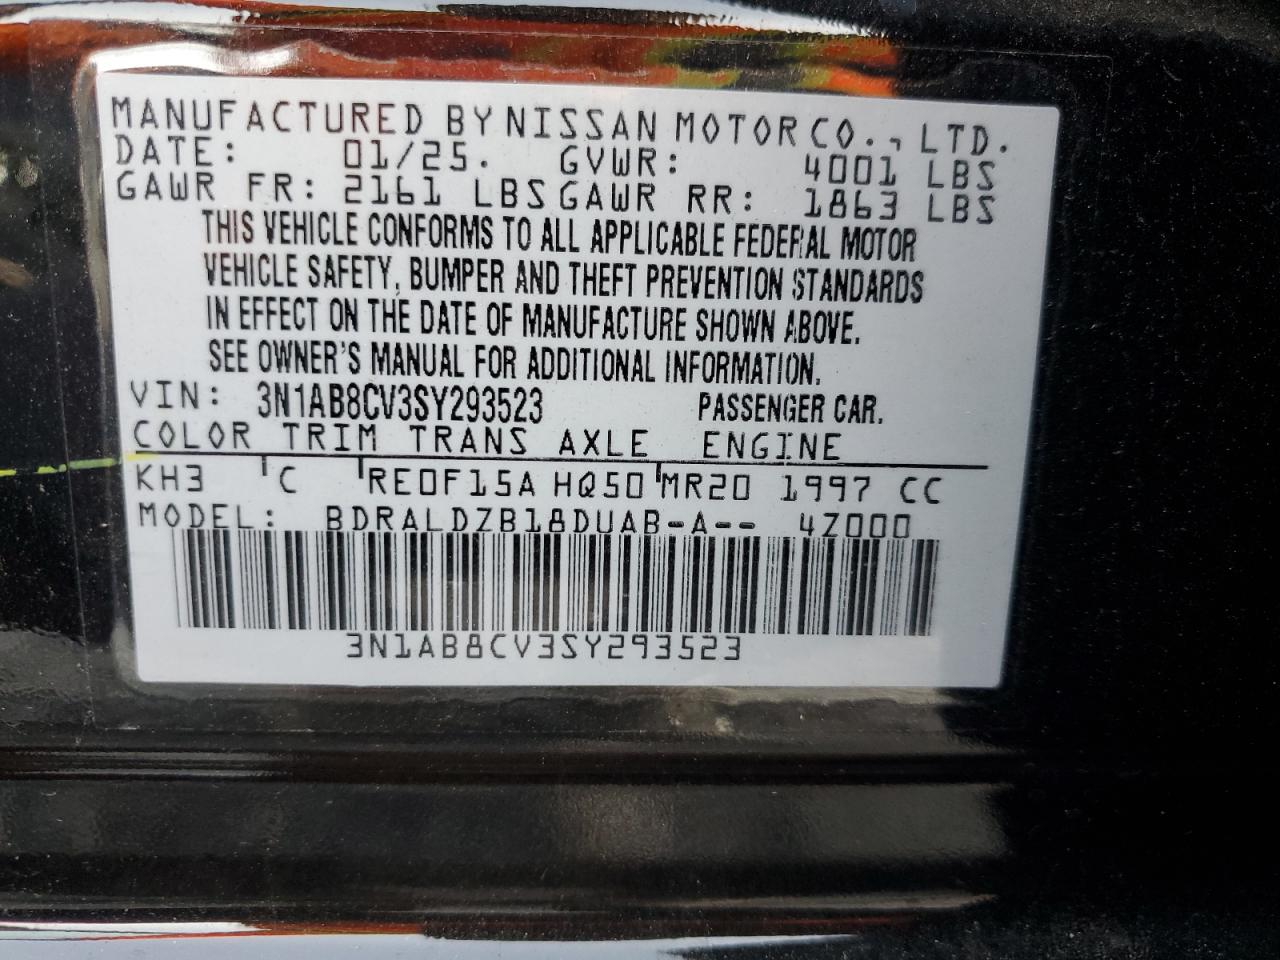 MANUFACTURED BY NISSAN MOTOR CO., LTD.
DATE: 01/25. GVWR: 4001 LBS
GAWR FR: 2161 LBS GAWR RR: 1863 LBS
THIS VEHICLE CONFORMS TO ALL APPLICABLE FEDERAL MOTOR
VEHICLE SAFETY, BUMPER AND THEFT PREVENTION STANDARDS
IN EFFECT ON THE DATE OF MANUFACTURE SHOWN ABOVE.
SEE OWNER'S MANUAL FOR ADDITIONAL INFORMATION.
VIN: 3N1AB8CV3SY293523 PASSENGER CAR.
COLOR TRIM TRANS AXLE ENGINE
KH3 C RE0F15A HQ50 MR20 1997 CC
MODEL: BDRALDZB18DUAB-A-- 4Z000
3N1AB8CV3SY293523